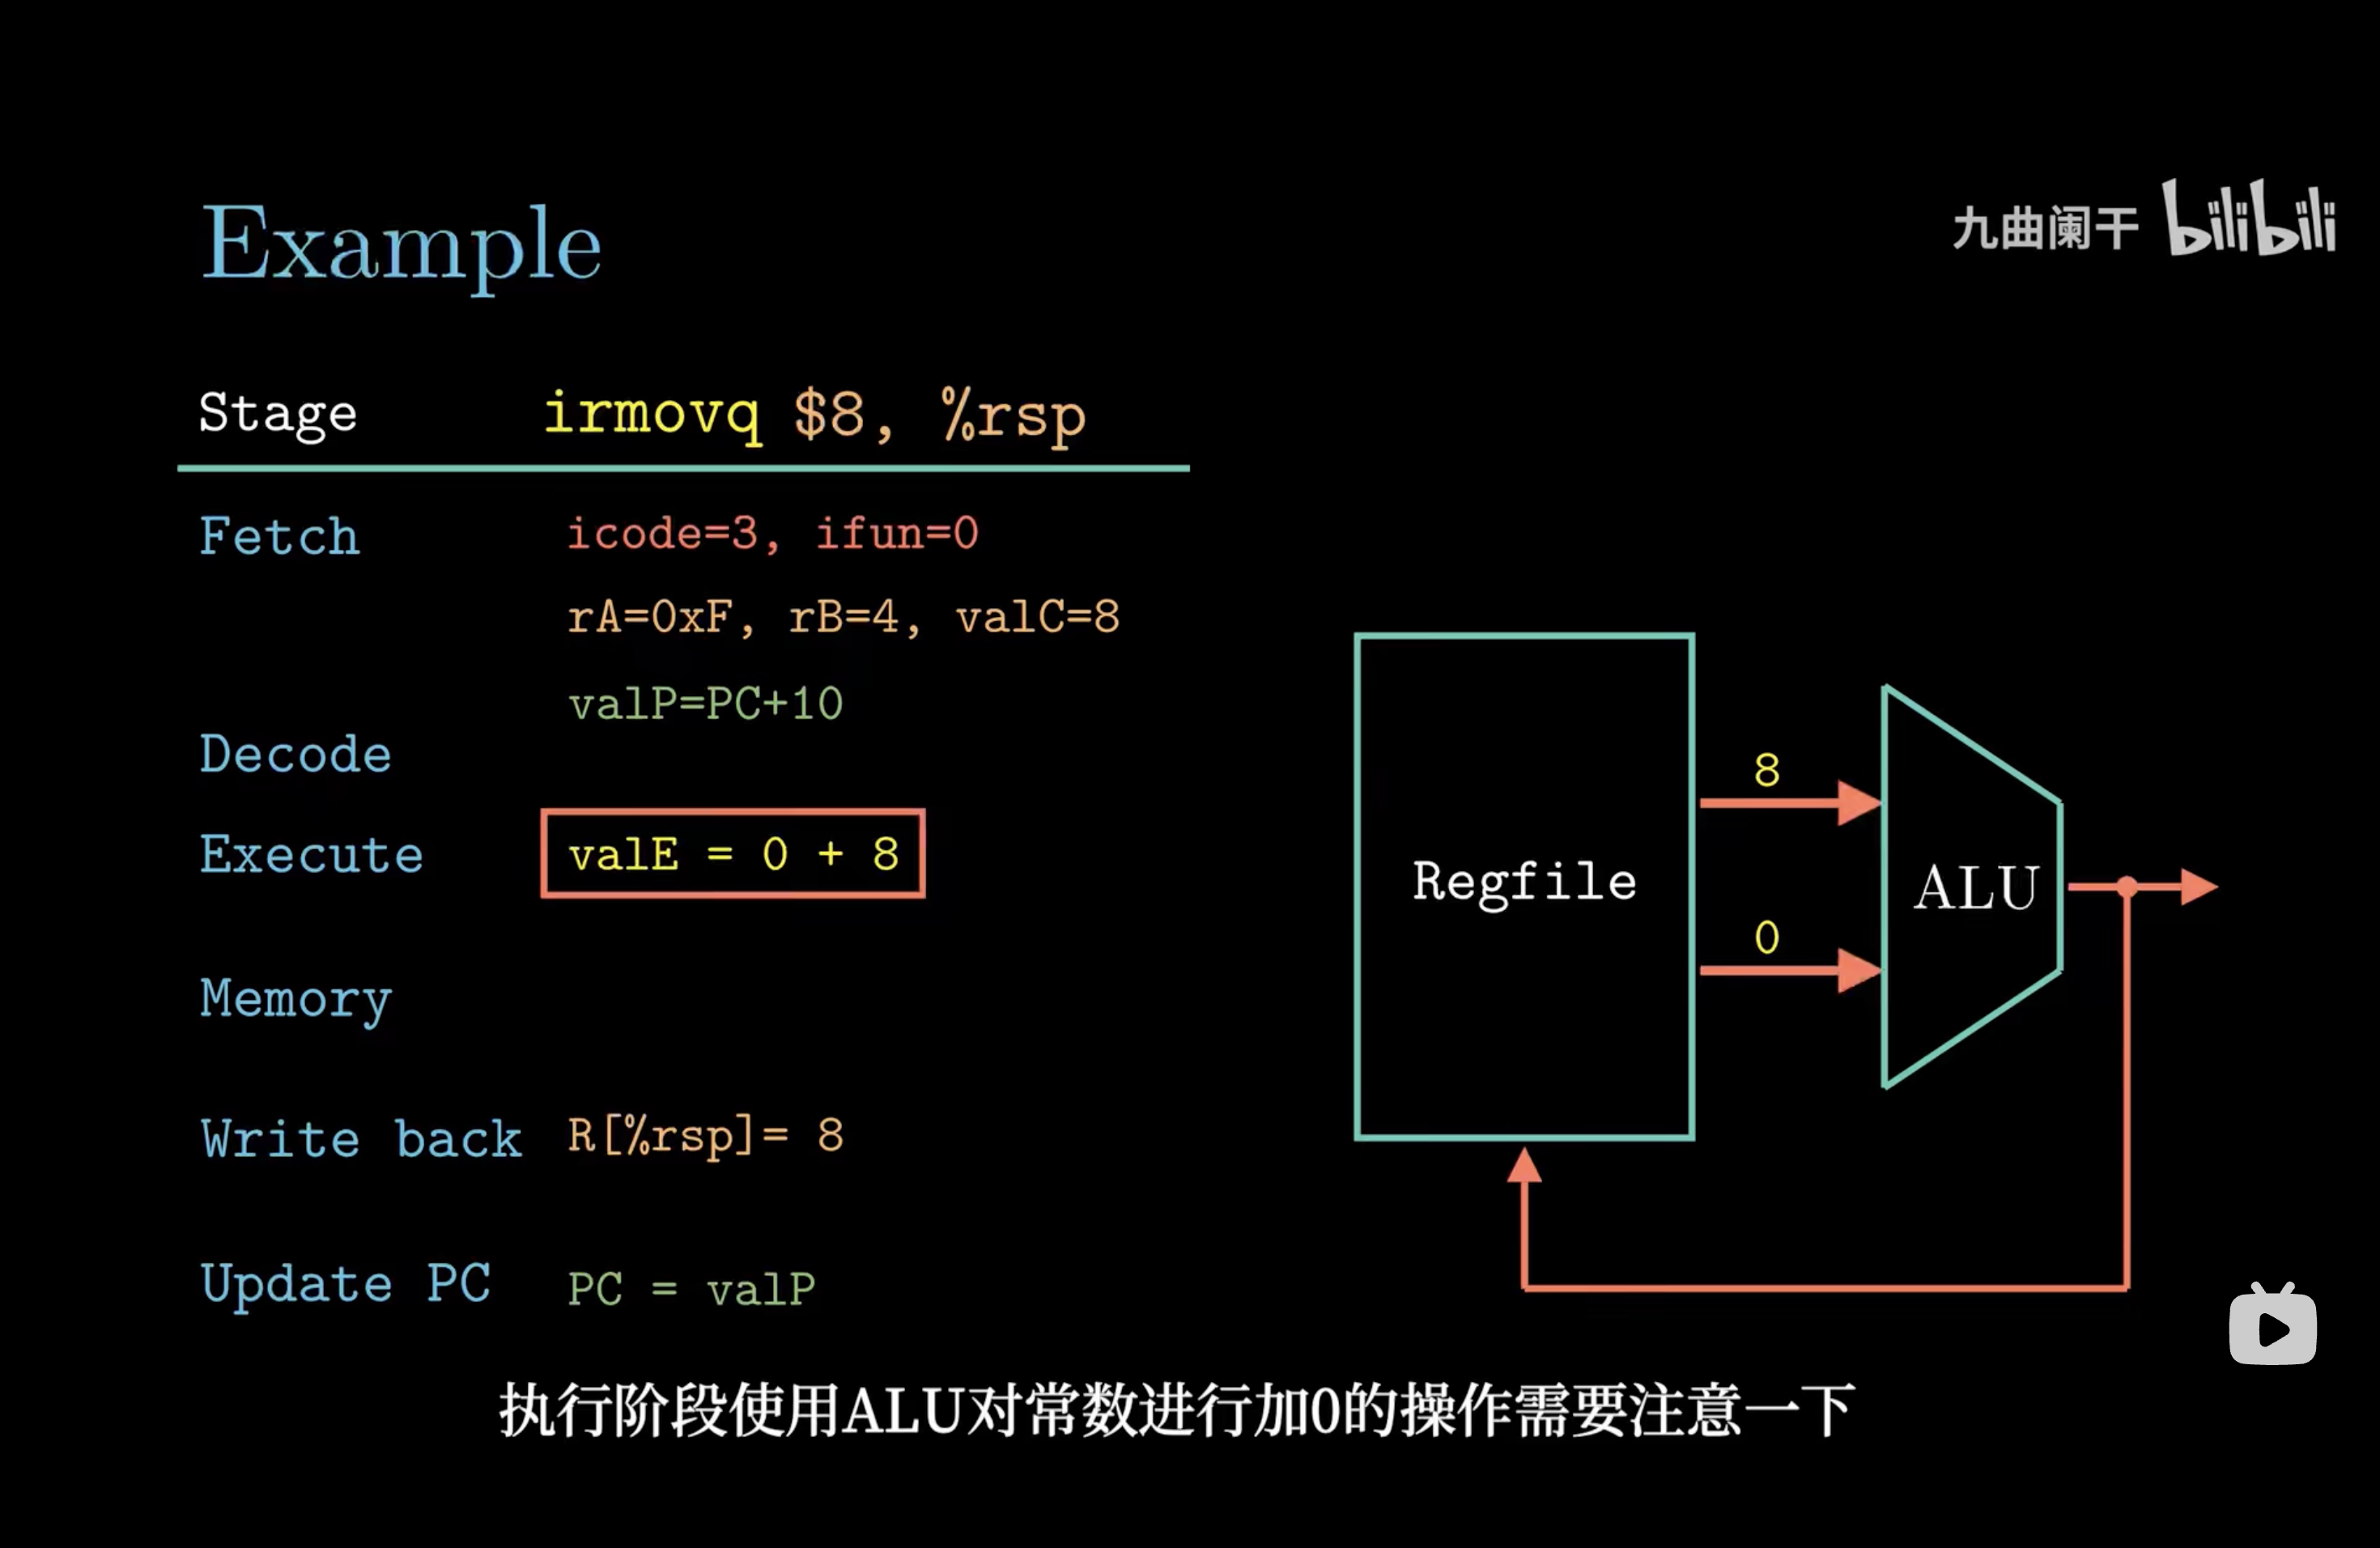 Example
九曲阑干 bilibili
Stage irmovq $8, %rsp
Fetch icode=3, ifun=0
rA=0xF, rB=4, valC=8
valP=PC+10
Decode
Execute valE = 0 + 8
Memory
Write back R[%rsp]= 8
Update PC PC = valP
Regfile
8
0
ALU
执行阶段使用ALU对常数进行加0的操作需要注意一下